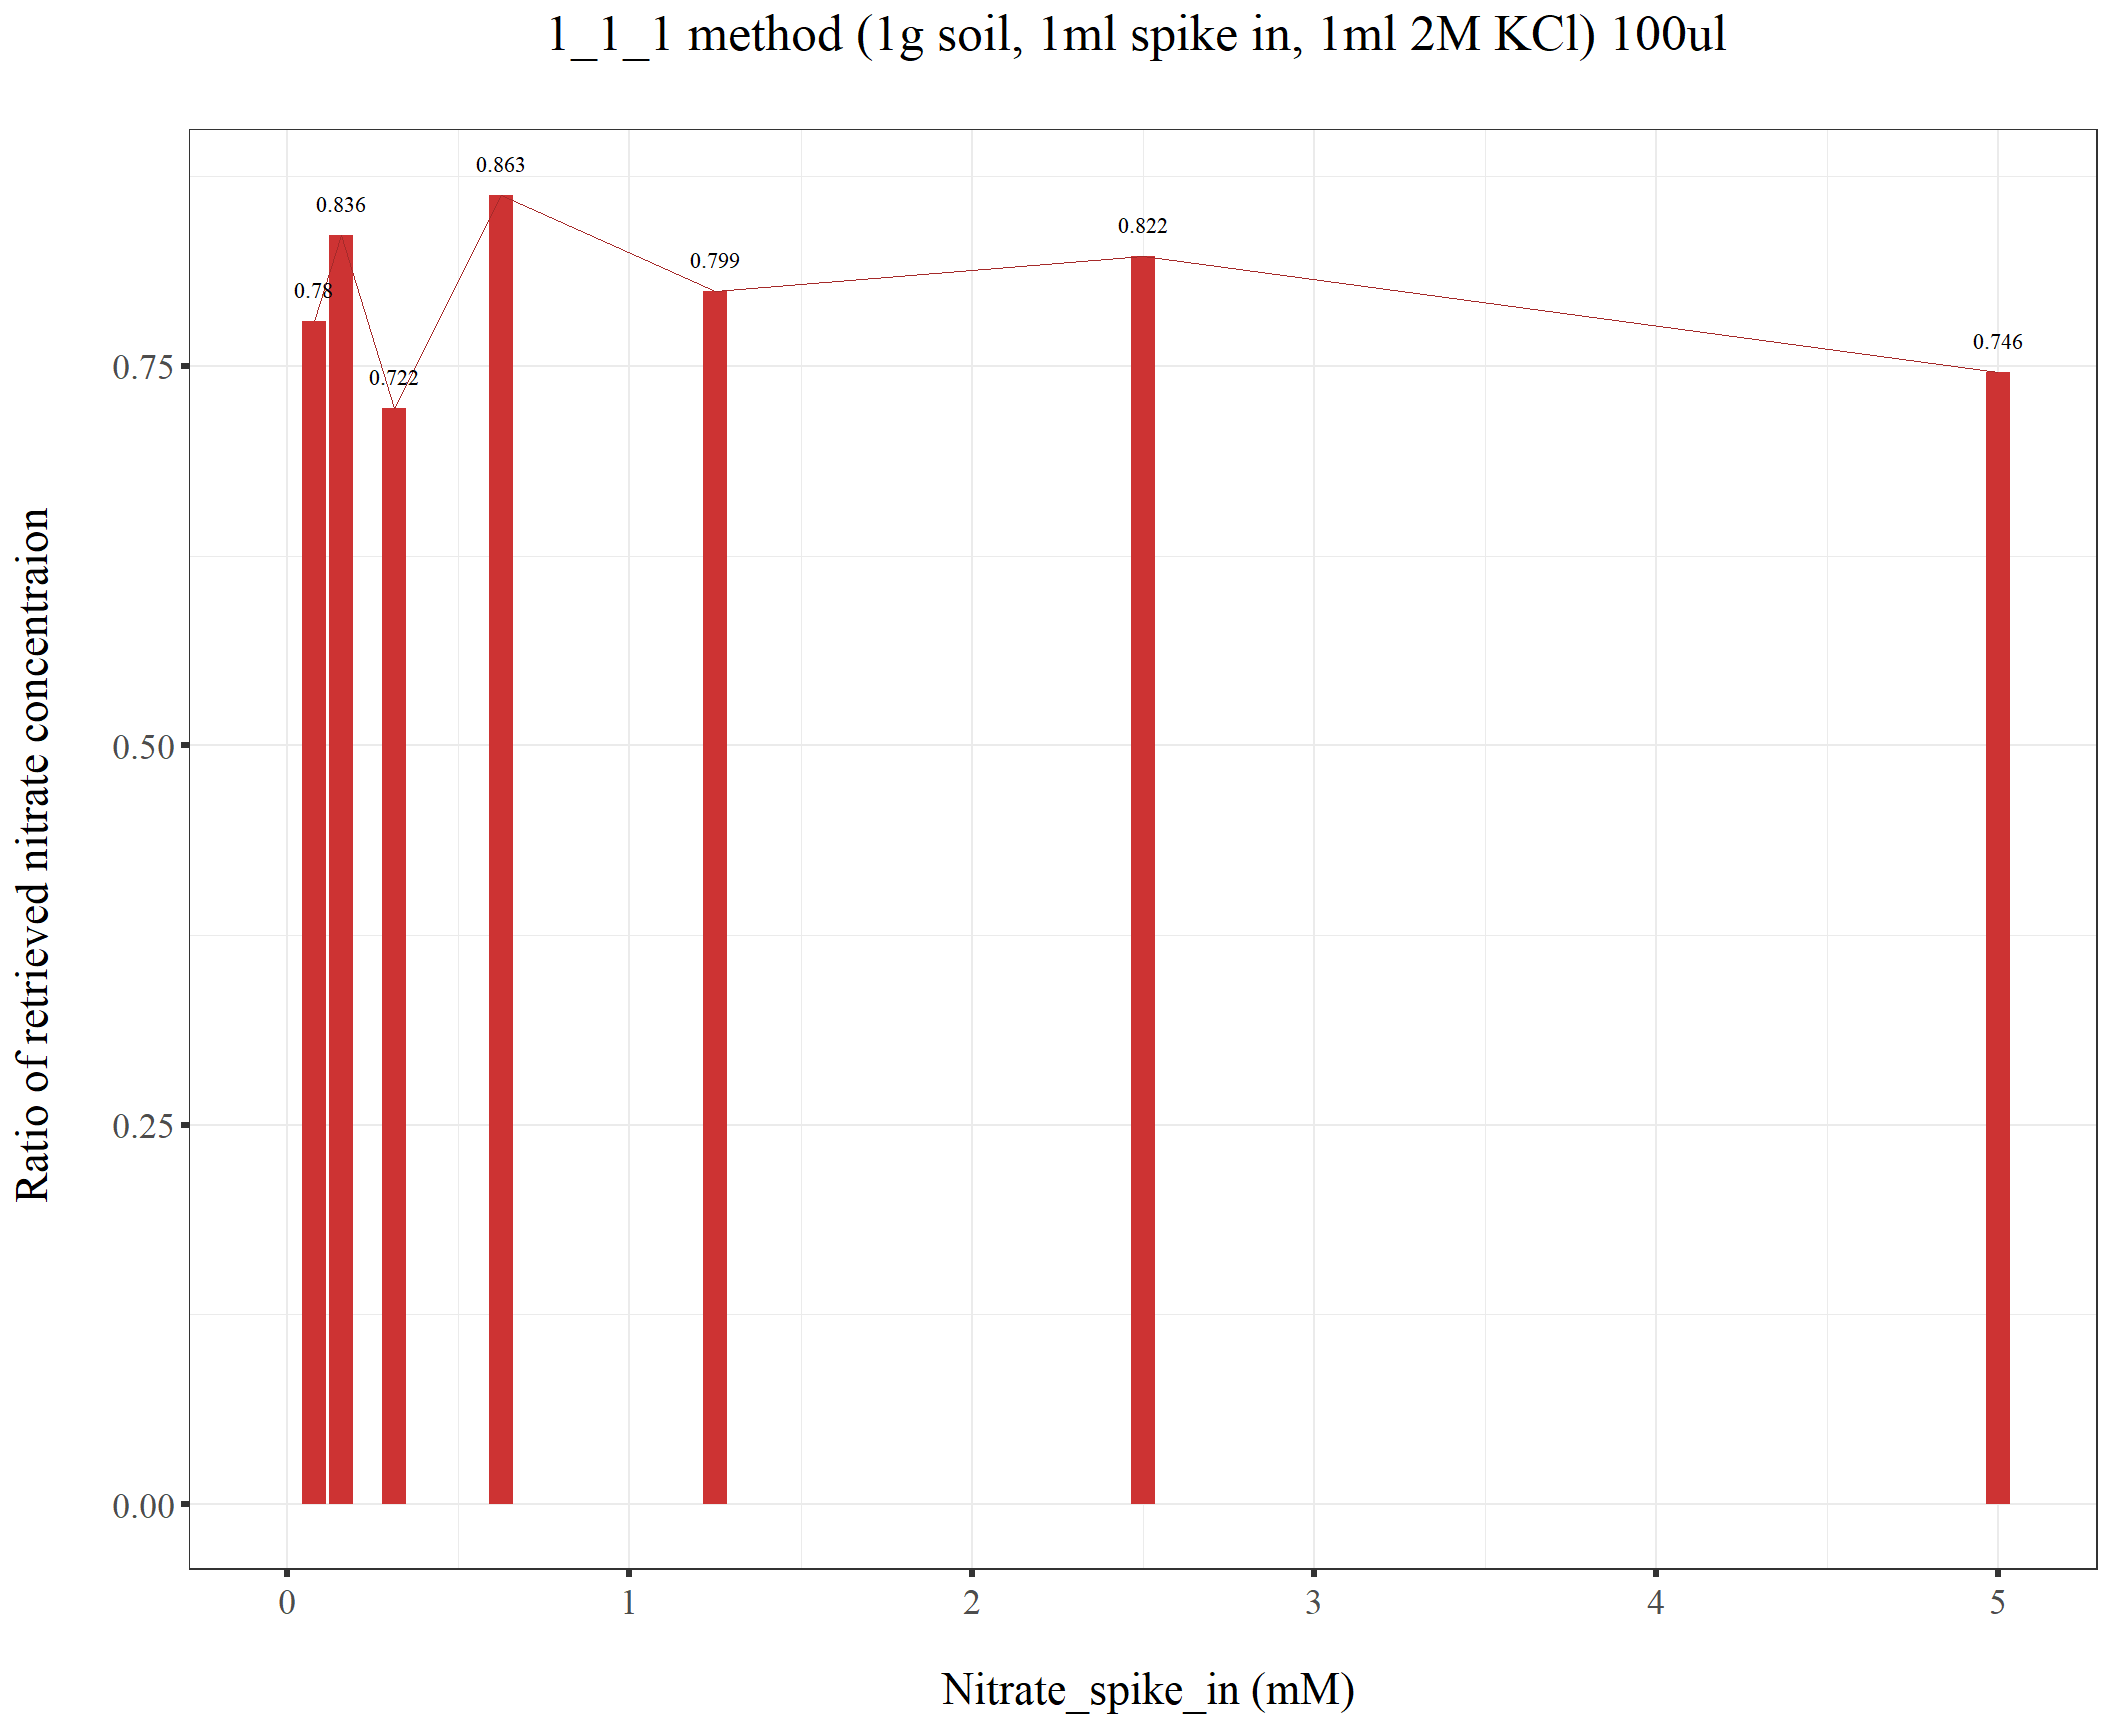 1_1_1 method (1g soil, 1ml spike in, 1ml 2M KCl) 100ul
0.863
0.836
0.822
0.799
0.78
0.746
0.722
0.75
0.50
0.25
0.00
Ratio of retrieved nitrate concentraion
0 1 2 3 4 5
Nitrate_spike_in (mM)